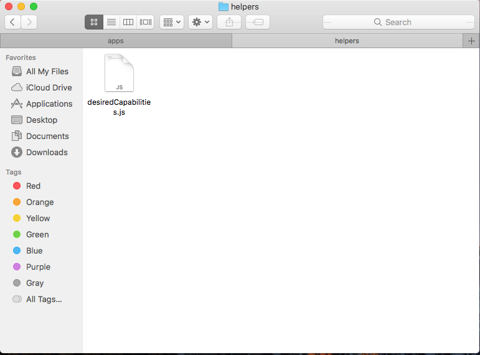 helpers
Search
apps
helpers
Favorites
All My Files
iCloud Drive
Applications
Desktop
Documents
Downloads
Tags
Red
Orange
Yellow
Green
Blue
Purple
Gray
All Tags...
JS
desiredCapabilitie
s.js